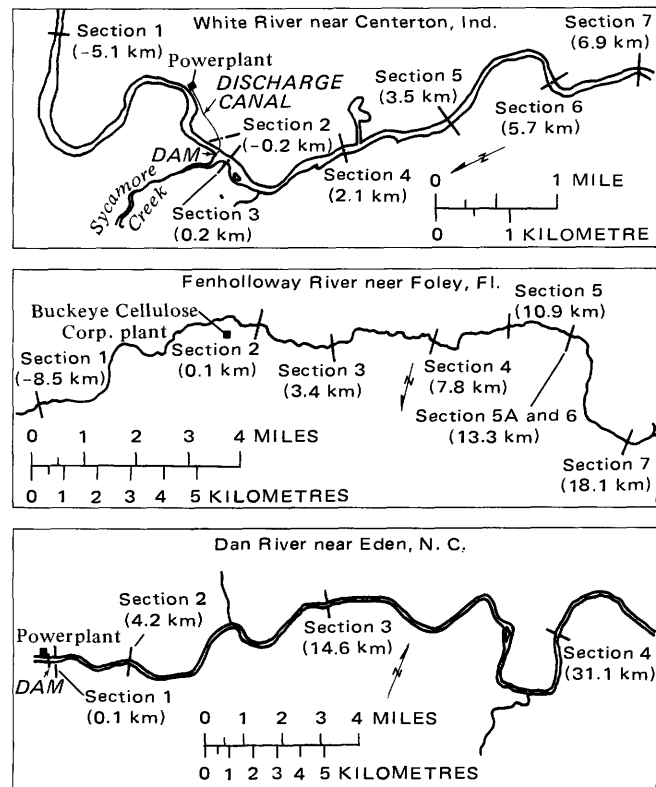 White River near Centerton, Ind.
Section 1
(-5.1 km)
Powerplant
DISCHARGE
CANAL
Section 2
(-0.2 km)
DAM
Sycamore
Creek
Section 3
(0.2 km)
Section 4
(2.1 km)
Section 5
(3.5 km)
Section 6
(5.7 km)
Section 7
(6.9 km)
N
0 1
MILE
0 1
KILOMETRE
Fenholloway River near Foley, Fl.
Buckeye Cellulose
Corp. plant
Section 1
(-8.5 km)
Section 2
(0.1 km)
Section 3
(3.4 km)
N
Section 4
(7.8 km)
Section 5
(10.9 km)
Section 5A and 6
(13.3 km)
Section 7
(18.1 km)
0 1 2 3 4 MILES
0 1 2 3 4 5 KILOMETRES
Dan River near Eden, N. C.
Powerplant
DAM
Section 1
(0.1 km)
Section 2
(4.2 km)
Section 3
(14.6 km)
N
Section 4
(31.1 km)
0 1 2 3 4 MILES
0 1 2 3 4 5 KILOMETRES